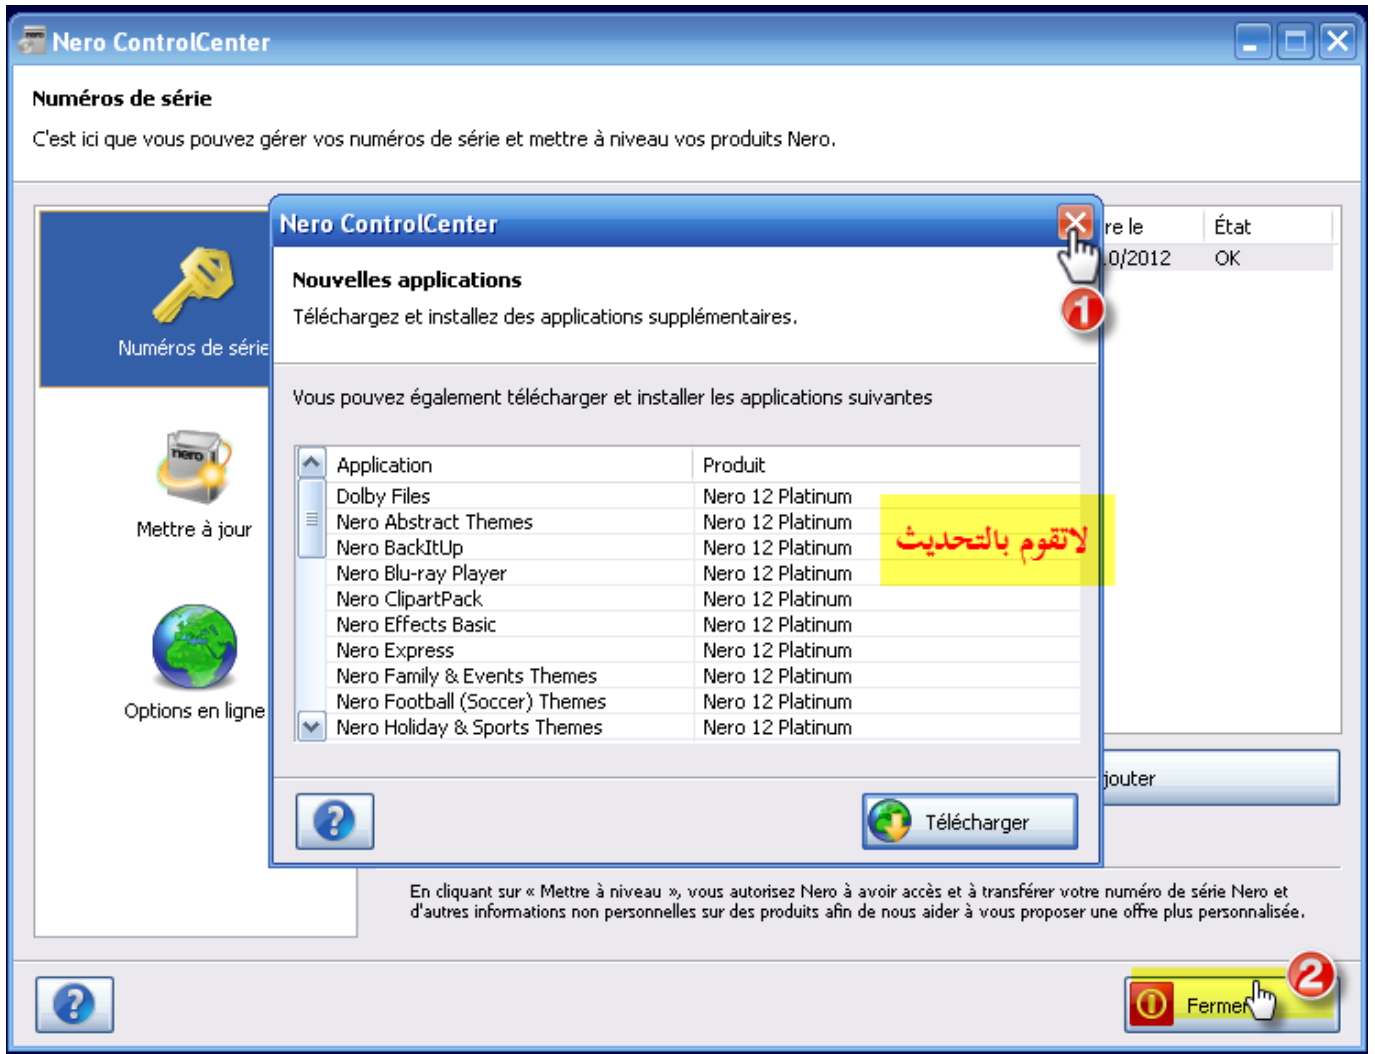 Nero ControlCenter
Numéros de série
C'est ici que vous pouvez gérer vos numéros de série et mettre à niveau vos produits Nero.
Numéros de série
Mettre à jour
Options en ligne
re le État
0/2012 OK
Nero ControlCenter
Nouvelles applications
Téléchargez et installez des applications supplémentaires.
1
Vous pouvez également télécharger et installer les applications suivantes
Application Produit
Dolby Files Nero 12 Platinum
Nero Abstract Themes Nero 12 Platinum
Nero BackItUp Nero 12 Platinum
Nero Blu-ray Player Nero 12 Platinum
Nero ClipartPack Nero 12 Platinum
Nero Effects Basic Nero 12 Platinum
Nero Express Nero 12 Platinum
Nero Family & Events Themes Nero 12 Platinum
Nero Football (Soccer) Themes Nero 12 Platinum
Nero Holiday & Sports Themes Nero 12 Platinum
لاتقوم بالتحديث
Télécharger
jouter
En cliquant sur « Mettre à niveau », vous autorisez Nero à avoir accès et à transférer votre numéro de série Nero et
d'autres informations non personnelles sur des produits afin de nous aider à vous proposer une offre plus personnalisée.
2
Fermer